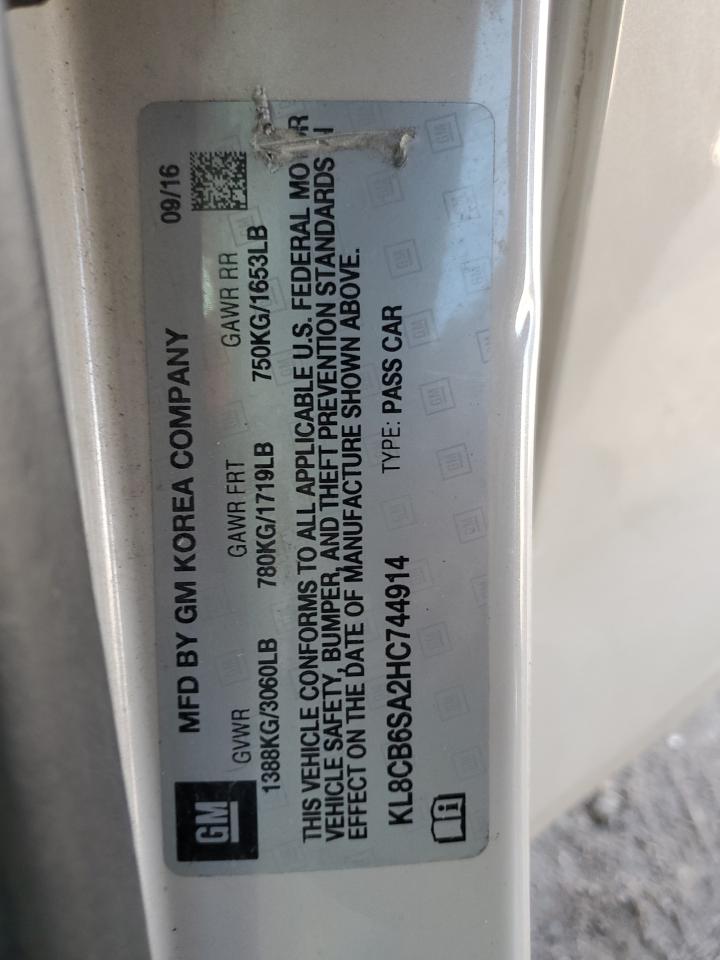 GM
MFD BY GM KOREA COMPANY
09/16
GVWR GAWR FRT GAWR RR
1388KG/3060LB 780KG/1719LB 750KG/1653LB
THIS VEHICLE CONFORMS TO ALL APPLICABLE U.S. FEDERAL MOTOR
VEHICLE SAFETY, BUMPER, AND THEFT PREVENTION STANDARDS IN
EFFECT ON THE DATE OF MANUFACTURE SHOWN ABOVE.
KL8CB6SA2HC744914 TYPE: PASS CAR